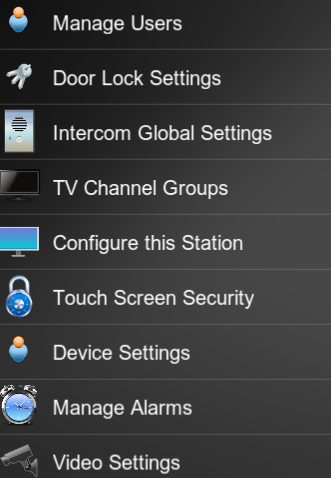 Manage Users
Door Lock Settings
Intercom Global Settings
TV Channel Groups
Configure this Station
Touch Screen Security
Device Settings
Manage Alarms
Video Settings